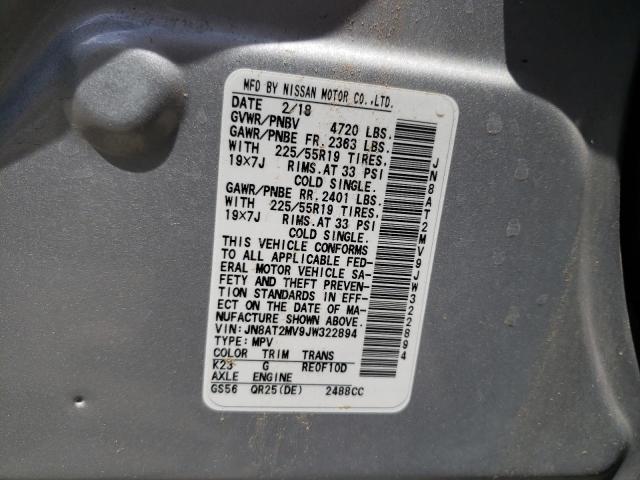 MFD BY NISSAN MOTOR CO.,LTD.
DATE 2/18
GVWR/PNBV 4720 LBS.
GAWR/PNBE FR. 2363 LBS.
WITH 225/55R19 TIRES,
19×7J RIMS.AT 33 PSI
COLD SINGLE.
GAWR/PNBE RR. 2401 LBS.
WITH 225/55R19 TIRES,
19×7J RIMS.AT 33 PSI
COLD SINGLE.
THIS VEHICLE CONFORMS
TO ALL APPLICABLE FED-
ERAL MOTOR VEHICLE SA-
FETY AND THEFT PREVEN-
TION STANDARDS IN EFF-
ECT ON THE DATE OF MA-
NUFACTURE SHOWN ABOVE.
VIN: JN8AT2MV9JW322894
TYPE: MPV
COLOR TRIM TRANS
K23 G RE0F10D
AXLE ENGINE
GS56 QR25(DE) 2488CC
JN8AT2MV9JW322894